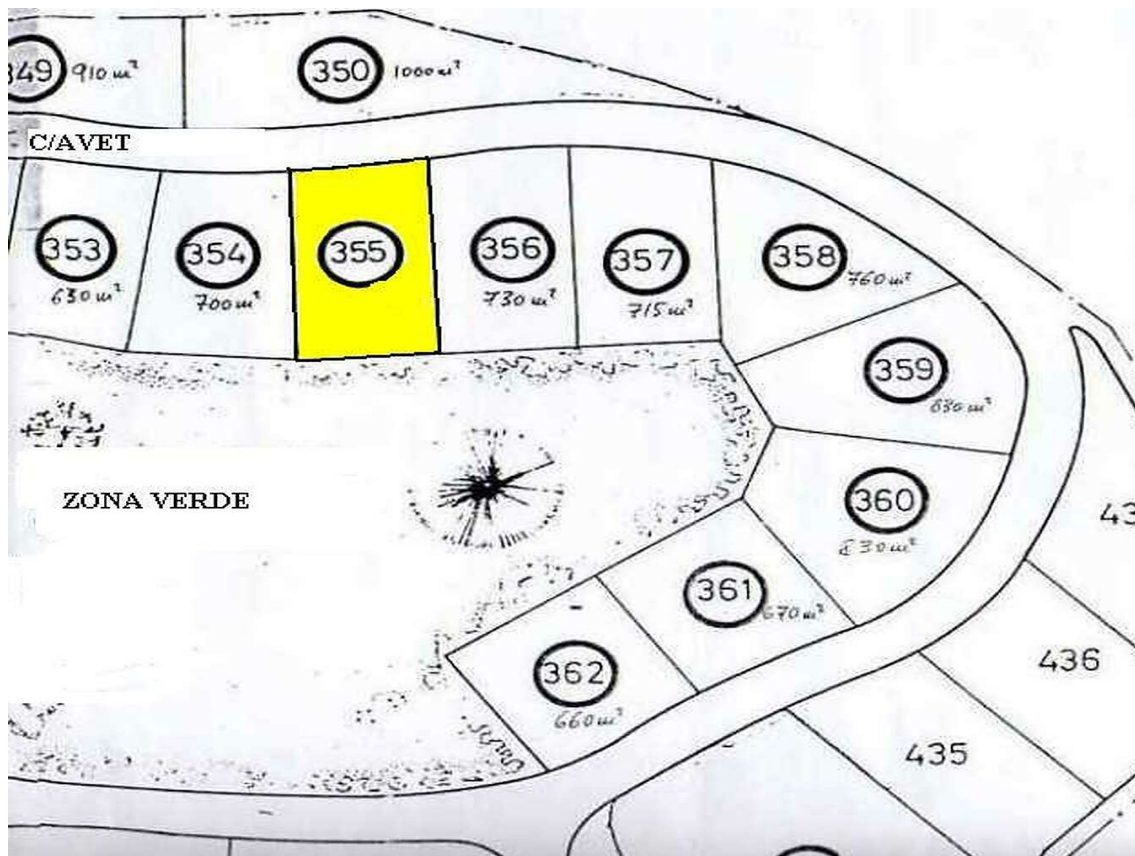 349 910 m²
350 1000 m²
C/AVET
353
630 m²
354
700 m²
355
356
730 m²
357
715 m²
358
760 m²
359
830 m²
360
830 m²
361
670 m²
362
660 m²
ZONA VERDE
43
436
435